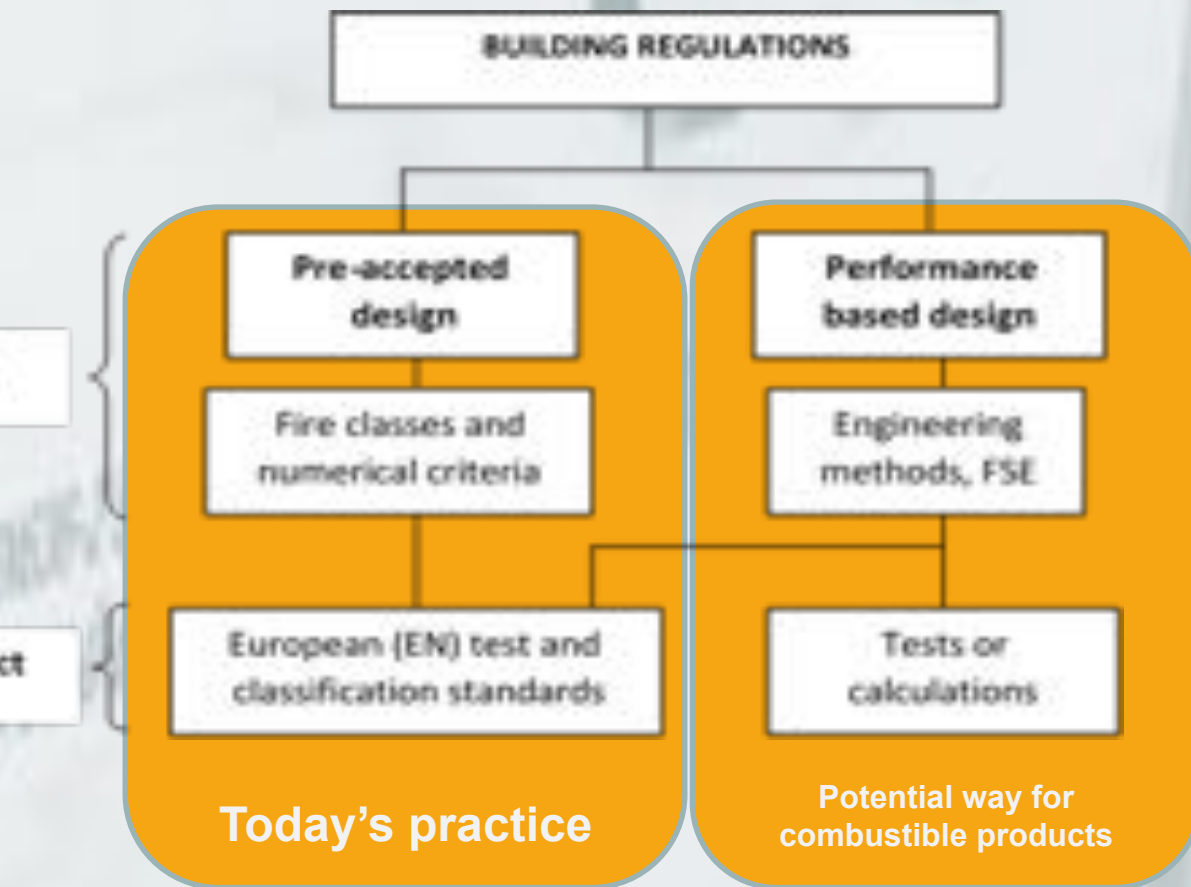 BUILDING REGULATIONS
Pre-accepted
design
Performance
based design
Fire classes and
numerical criteria
Engineering
methods, FSE
ct
European (EN) test and
classification standards
Tests or
calculations
Today's practice
Potential way for
combustible products